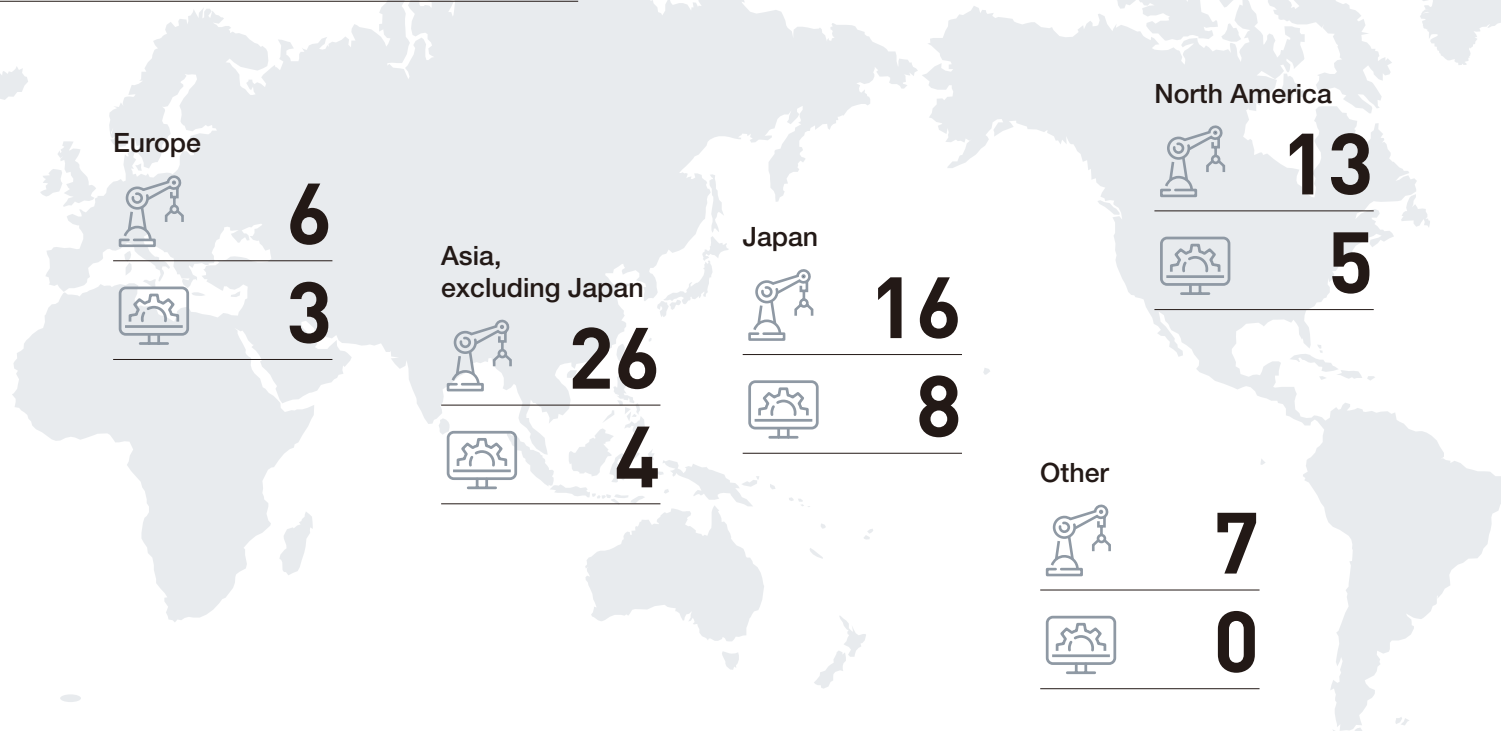 Europe
6
3
Asia,
excluding Japan
26
4
Japan
16
8
North America
13
5
Other
7
0